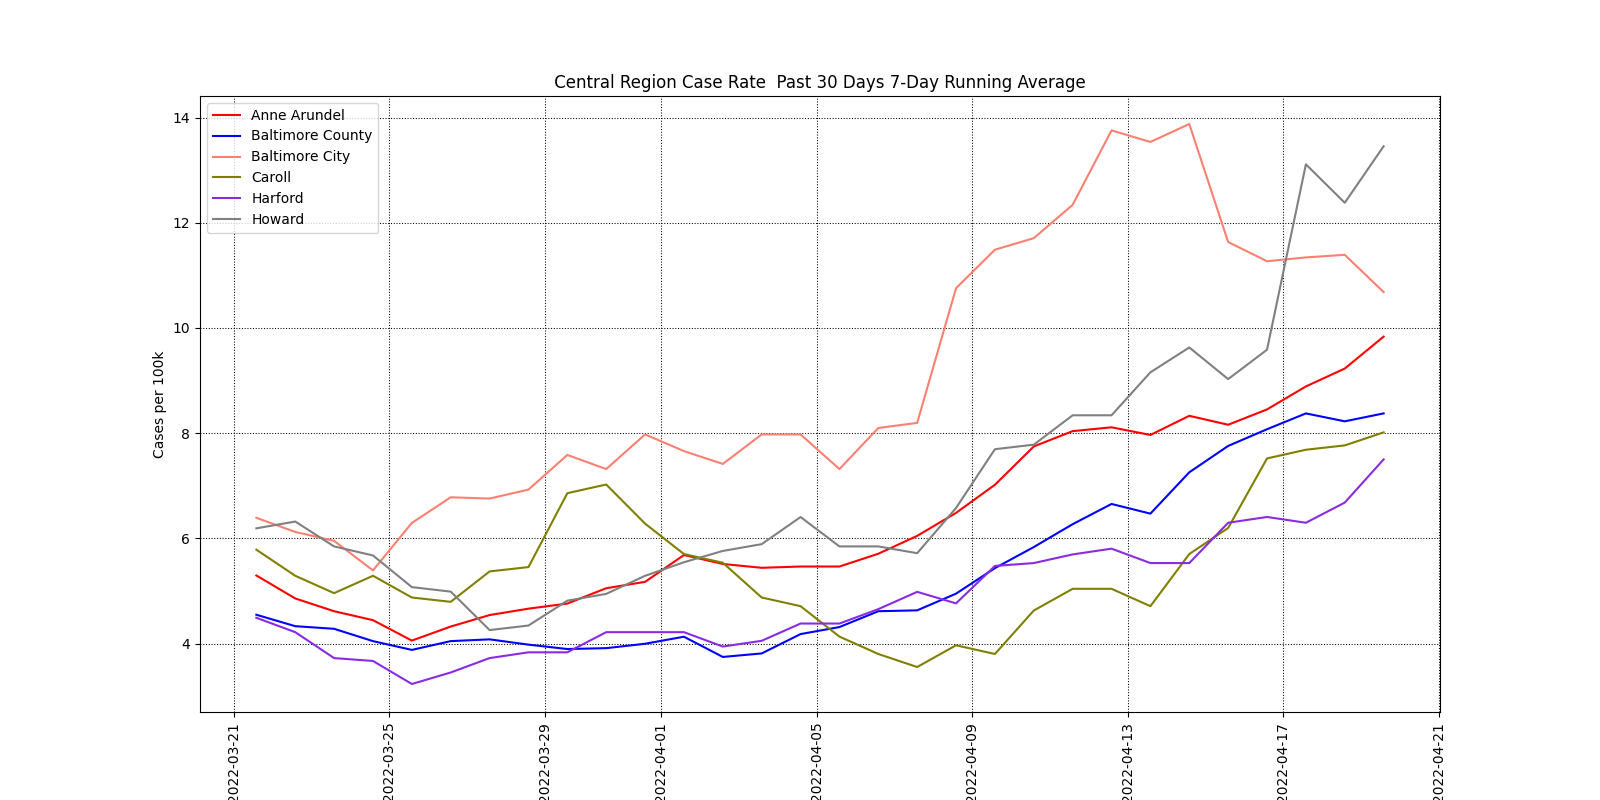 Central Region Case Rate  Past 30 Days 7-Day Running Average
Anne Arundel
Baltimore County
Baltimore City
Caroll
Harford
Howard
Cases per 100k
14
12
10
8
6
4
2022-03-21
2022-03-25
2022-03-29
2022-04-01
2022-04-05
2022-04-09
2022-04-13
2022-04-17
2022-04-21